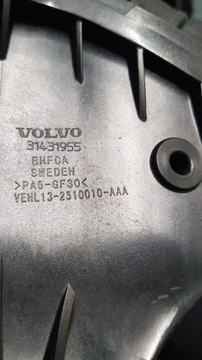 VOLVO
31431955
BHFCA
SWEDEN
>PA6-GF30<
VEHL13-2510010-AAA